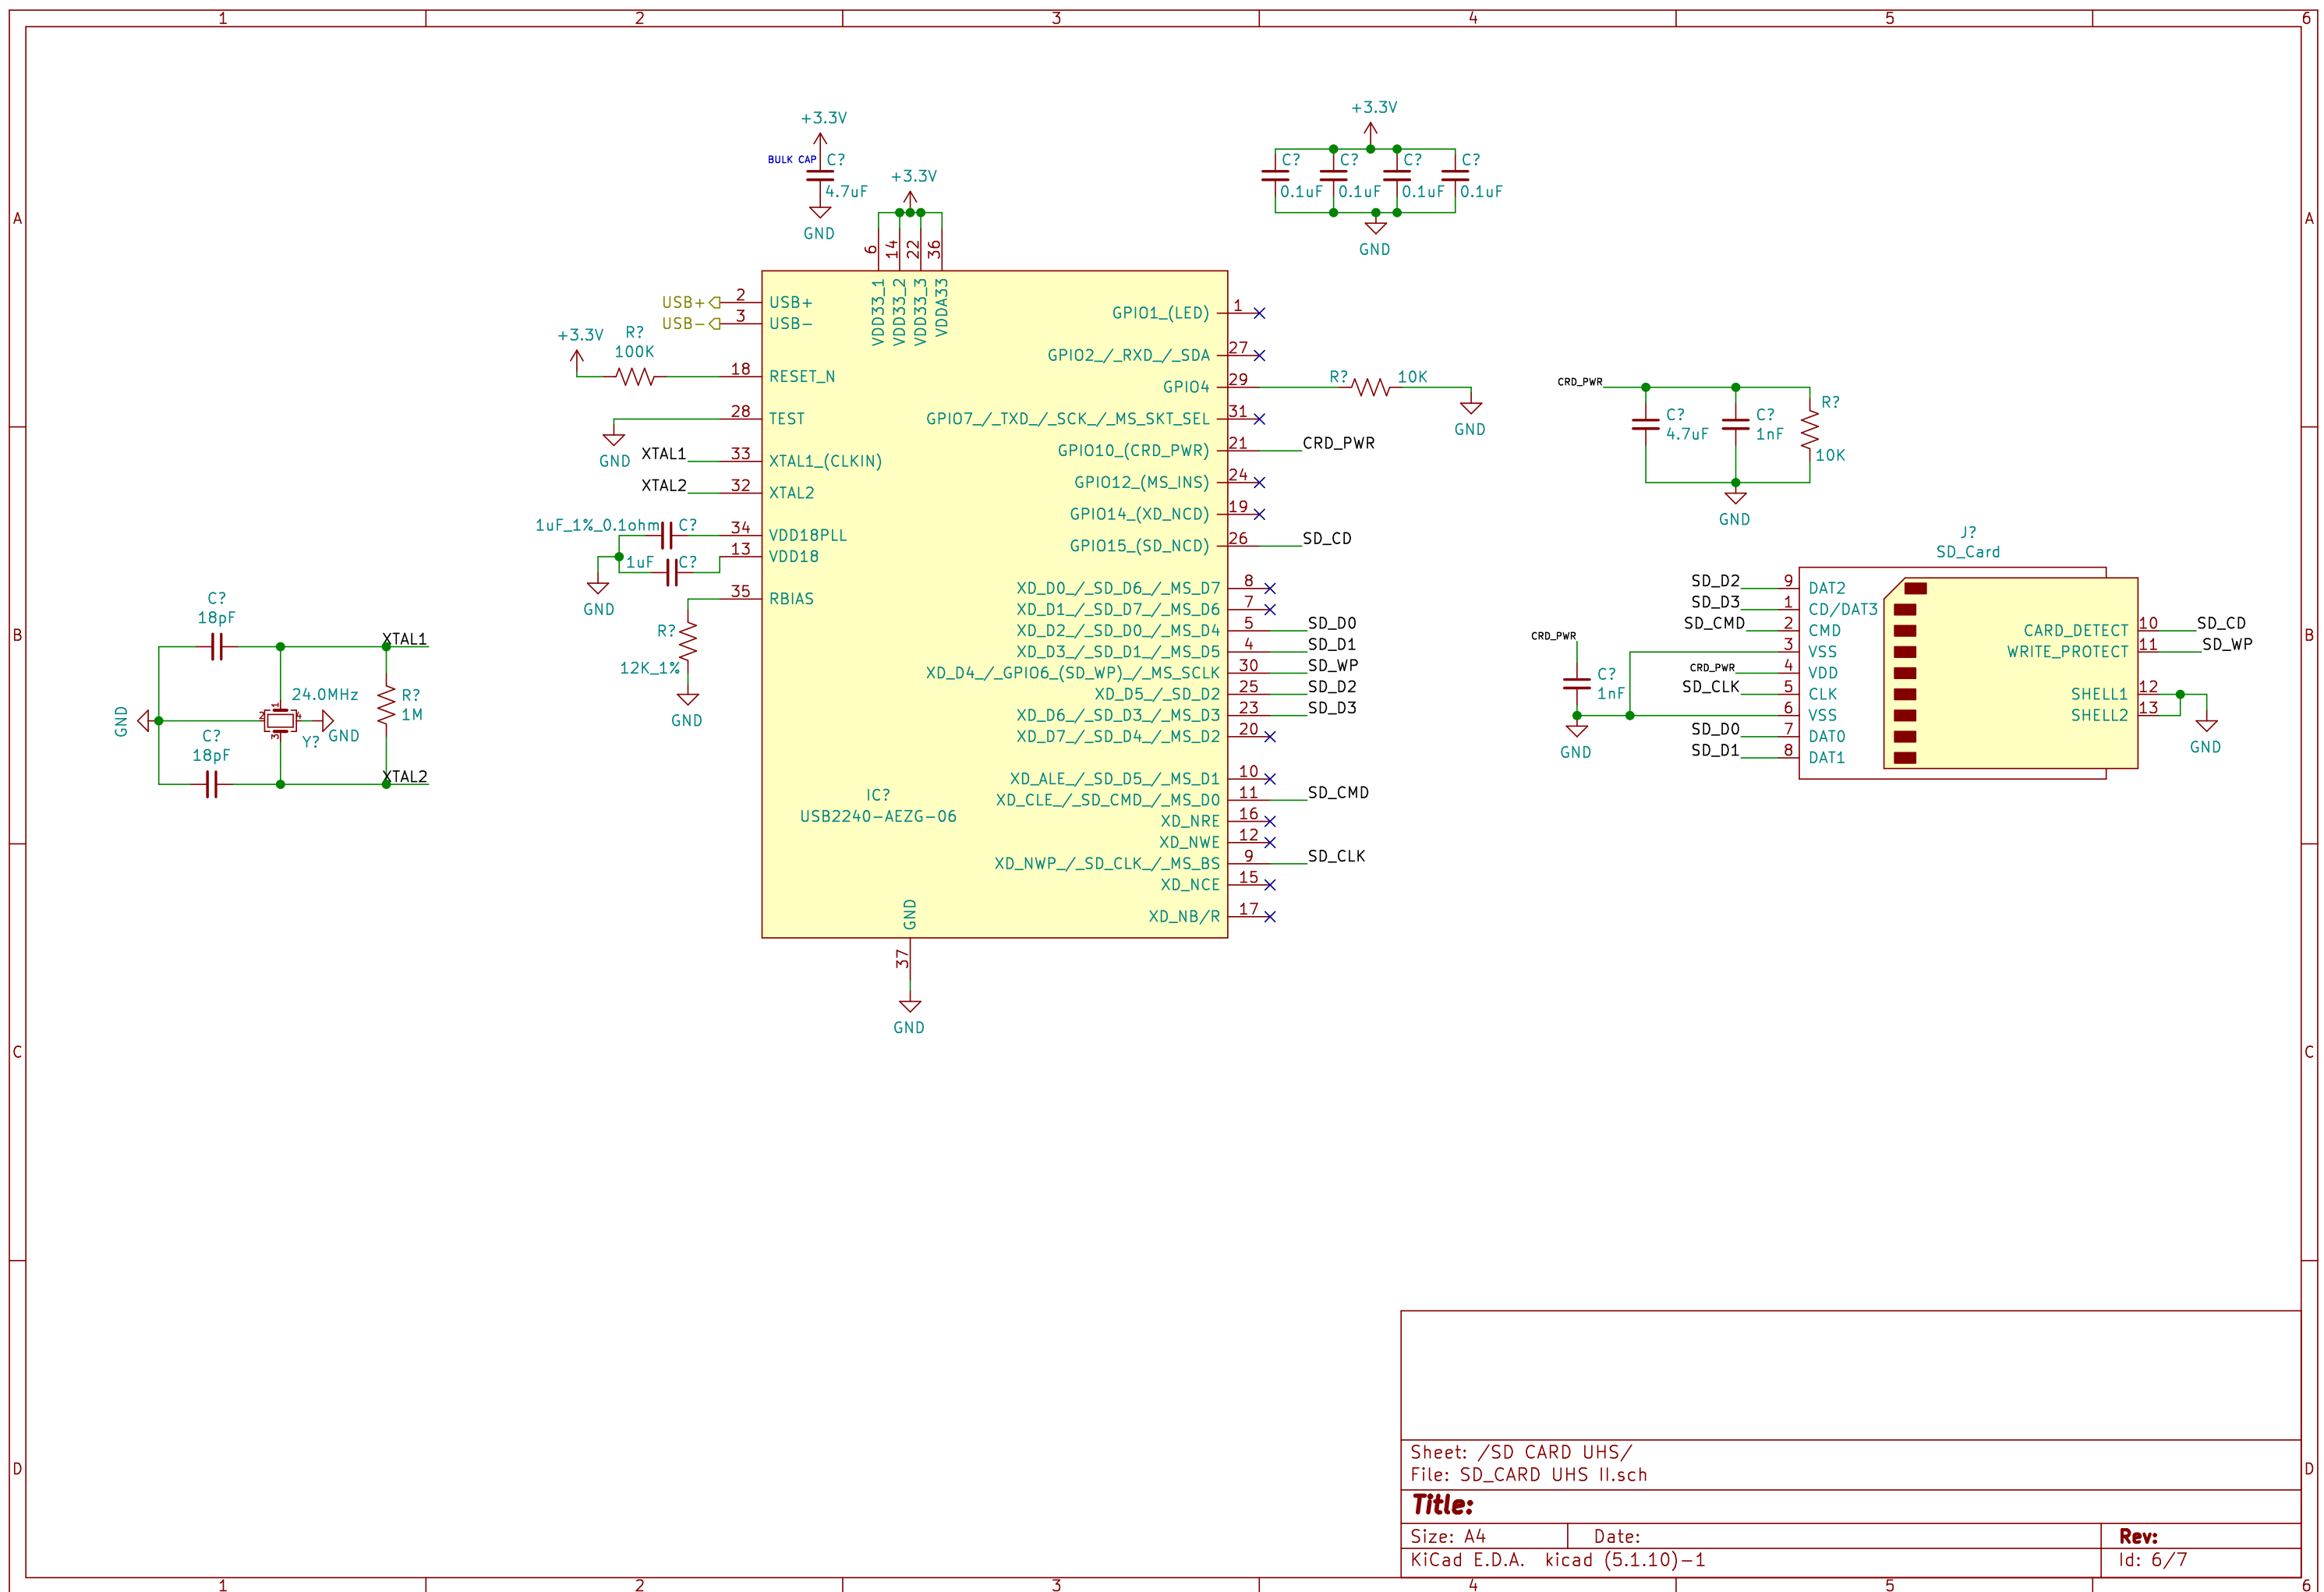 1 2 3 4 5 6
A
B
C
D
A
B
C
D
+3.3V
BULK CAP
C?
4.7uF
GND
+3.3V
+3.3V
C? C? C? C?
0.1uF 0.1uF 0.1uF 0.1uF
GND
6 14 22 36
VDD33_1
VDD33_2
VDD33_3
VDDA33
USB+ 2 USB+
USB- 3 USB-
+3.3V
R?
100K
18 RESET_N
28 TEST
GND
XTAL1 33 XTAL1_(CLKIN)
XTAL2 32 XTAL2
1uF_1%_0.1ohm C? 34 VDD18PLL
13 VDD18
1uF C?
GND
35 RBIAS
R?
12K_1%
GND
GPIO1_(LED) 1
GPIO2_/_RXD_/_SDA 27
GPIO4 29
R? 10K
GND
GPIO7_/_TXD_/_SCK_/_MS_SKT_SEL 31
GPIO10_(CRD_PWR) 21 CRD_PWR
GPIO12_(MS_INS) 24
GPIO14_(XD_NCD) 19
GPIO15_(SD_NCD) 26 SD_CD
XD_D0_/_SD_D6_/_MS_D7 8
XD_D1_/_SD_D7_/_MS_D6 7
XD_D2_/_SD_D0_/_MS_D4 5 SD_D0
XD_D3_/_SD_D1_/_MS_D5 4 SD_D1
XD_D4_/_GPIO6_(SD_WP)_/_MS_SCLK 30 SD_WP
XD_D5_/_SD_D2 25 SD_D2
XD_D6_/_SD_D3_/_MS_D3 23 SD_D3
XD_D7_/_SD_D4_/_MS_D2 20
XD_ALE_/_SD_D5_/_MS_D1 10
XD_CLE_/_SD_CMD_/_MS_D0 11 SD_CMD
XD_NRE 16
XD_NWE 12
XD_NWP_/_SD_CLK_/_MS_BS 9 SD_CLK
XD_NCE 15
XD_NB/R 17
IC?
USB2240-AEZG-06
GND
37
GND
C?
18pF
XTAL1
24.0MHz
1
2
4
3
R?
1M
GND
Y?
GND
C?
18pF
XTAL2
CRD_PWR
C?
4.7uF
C?
1nF
R?
10K
GND
J?
SD_Card
SD_D2 9 DAT2
SD_D3 1 CD/DAT3
SD_CMD 2 CMD
3 VSS
CRD_PWR 4 VDD
SD_CLK 5 CLK
6 VSS
SD_D0 7 DAT0
SD_D1 8 DAT1
CRD_PWR
C?
1nF
GND
CARD_DETECT 10 SD_CD
WRITE_PROTECT 11 SD_WP
SHELL1 12
SHELL2 13
GND
Sheet: /SD CARD UHS/
File: SD_CARD UHS II.sch
Title:
Size: A4 Date: Rev:
KiCad E.D.A. kicad (5.1.10)-1 Id: 6/7
1 2 3 4 5 6